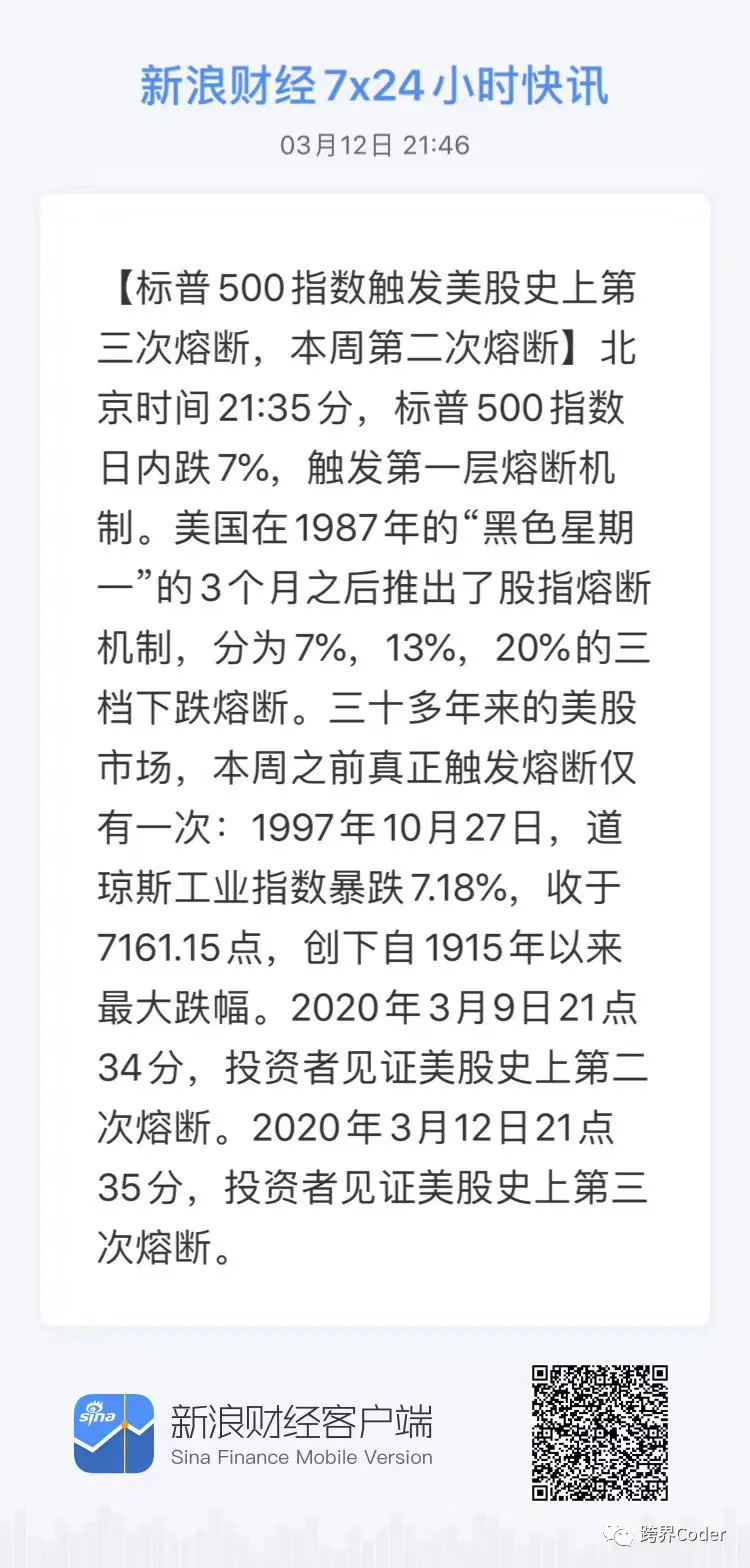 新浪财经7x24小时快讯
03月12日 21:46
【标普500指数触发美股史上第
三次熔断，本周第二次熔断】北
京时间21:35分，标普500指数
日内跌7%，触发第一层熔断机
制。美国在1987年的“黑色星期
一”的3个月之后推出了股指熔断
机制，分为7%，13%，20%的三
档下跌熔断。三十多年来的美股
市场，本周之前真正触发熔断仅
有一次：1997年10月27日，道
琼斯工业指数暴跌7.18%，收于
7161.15点，创下自1915年以来
最大跌幅。2020年3月9日21点
34分，投资者见证美股史上第二
次熔断。2020年3月12日21点
35分，投资者见证美股史上第三
次熔断。
sina
新浪财经客户端
Sina Finance Mobile Version
跨界Coder